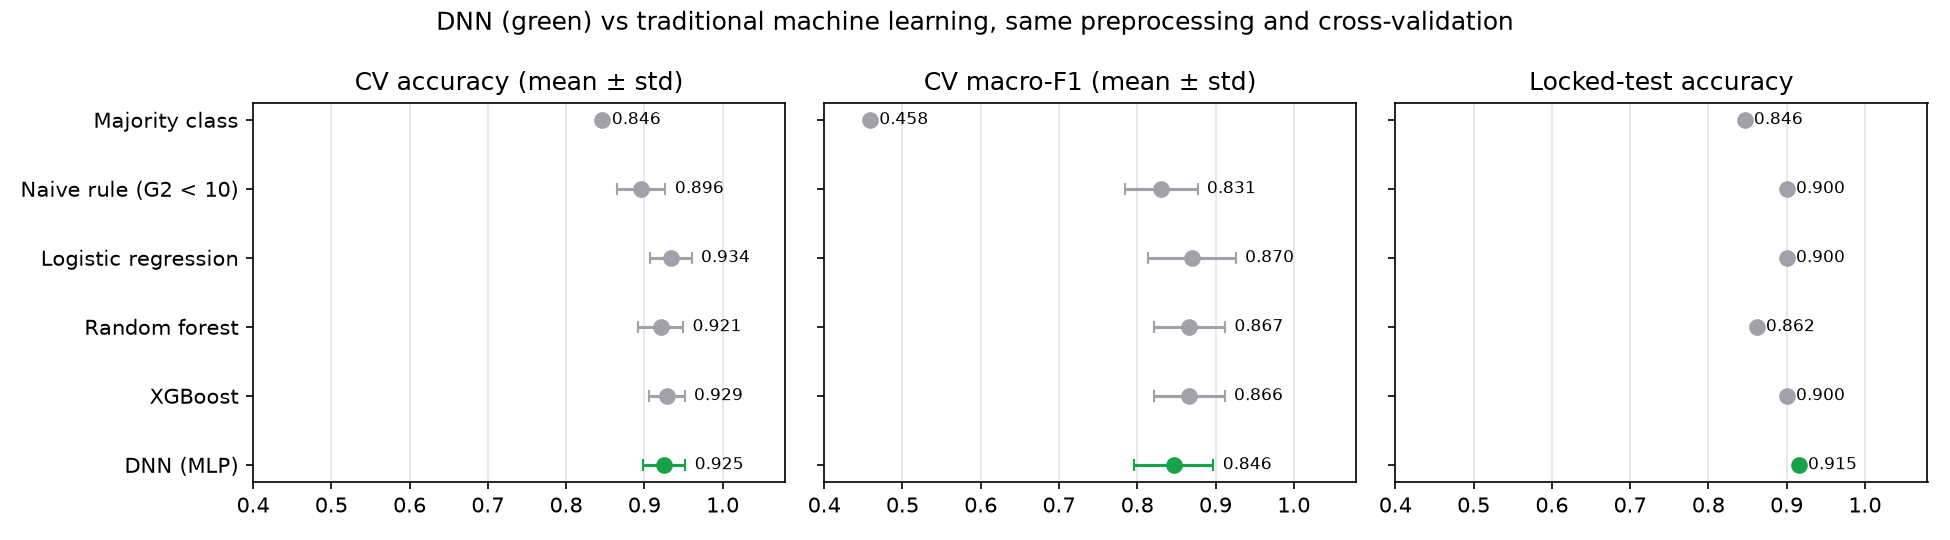 DNN (green) vs traditional machine learning, same preprocessing and cross-validation
CV accuracy (mean ± std)
CV macro-F1 (mean ± std)
Locked-test accuracy
Majority class 0.846 0.458 0.846
Naive rule (G2 < 10) 0.896 0.831 0.900
Logistic regression 0.934 0.870 0.900
Random forest 0.921 0.867 0.862
XGBoost 0.929 0.866 0.900
DNN (MLP) 0.925 0.846 0.915
0.4 0.5 0.6 0.7 0.8 0.9 1.0
0.4 0.5 0.6 0.7 0.8 0.9 1.0
0.4 0.5 0.6 0.7 0.8 0.9 1.0